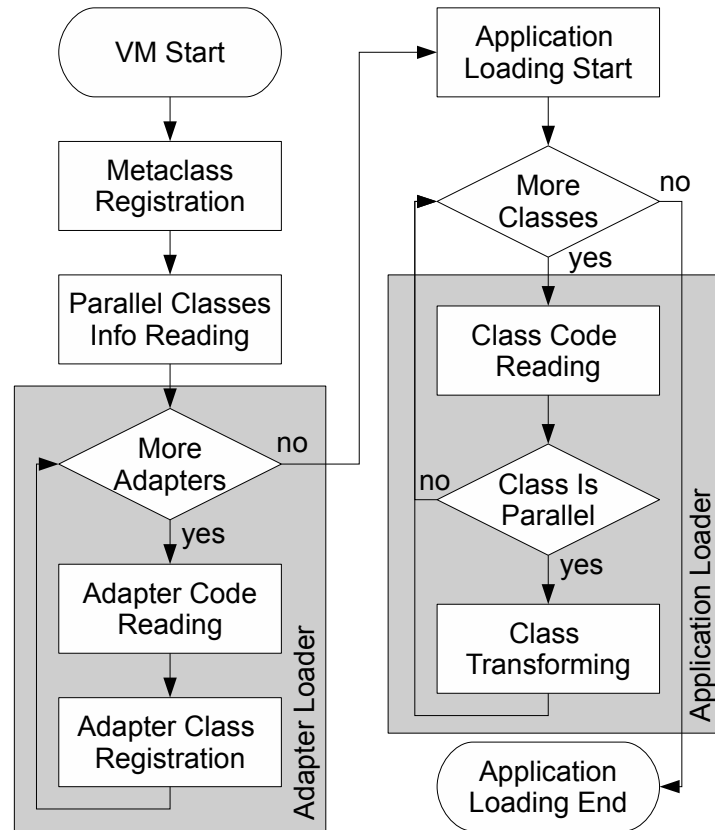 VM Start
Metaclass
Registration
Parallel Classes
Info Reading
More
Adapters
no
yes
Adapter Code
Reading
Adapter Class
Registration
Adapter Loader
Application
Loading Start
More
Classes
no
yes
Class Code
Reading
no
Class Is
Parallel
yes
Class
Transforming
Application Loader
Application
Loading End